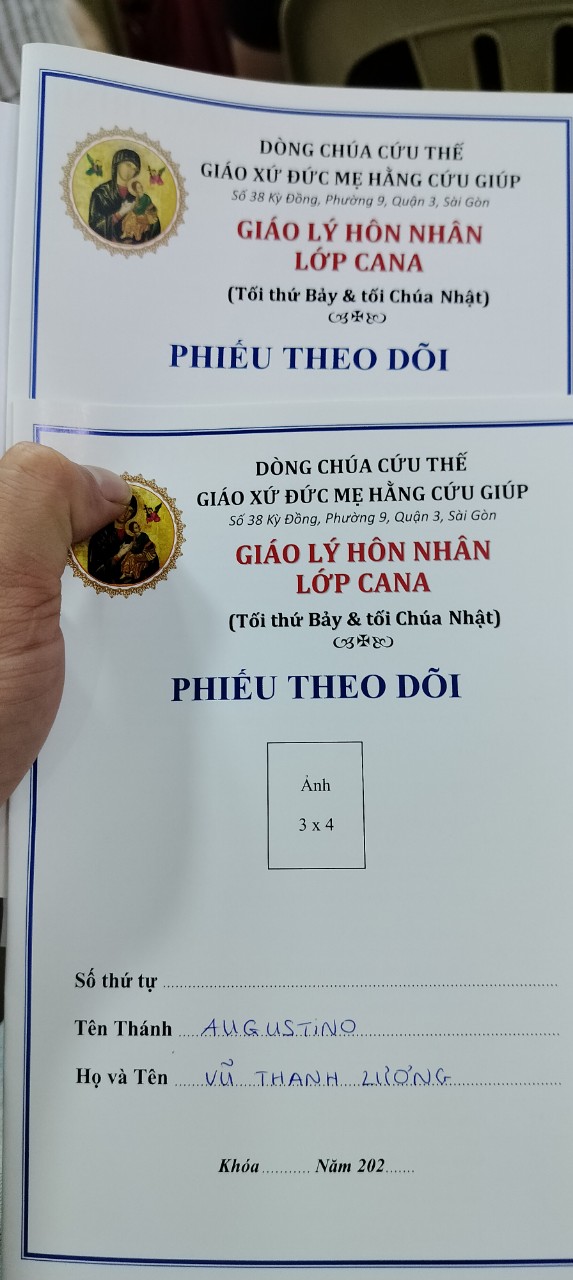 DÒNG CHÚA CỨU THẾ
GIÁO XỨ ĐỨC MẸ HẰNG CỨU GIÚP
Số 38 Kỳ Đồng, Phường 9, Quận 3, Sài Gòn
GIÁO LÝ HÔN NHÂN
LỚP CANA
(Tối thứ Bảy & tối Chúa Nhật)
PHIẾU THEO DÕI
DÒNG CHÚA CỨU THẾ
GIÁO XỨ ĐỨC MẸ HẰNG CỨU GIÚP
Số 38 Kỳ Đồng, Phường 9, Quận 3, Sài Gòn
GIÁO LÝ HÔN NHÂN
LỚP CANA
(Tối thứ Bảy & tối Chúa Nhật)
PHIẾU THEO DÕI
Ảnh
3 x 4
Số thứ tự
Tên Thánh AUGUSTINO
Họ và Tên VŨ THANH LƯƠNG
Khóa........... Năm 202.......